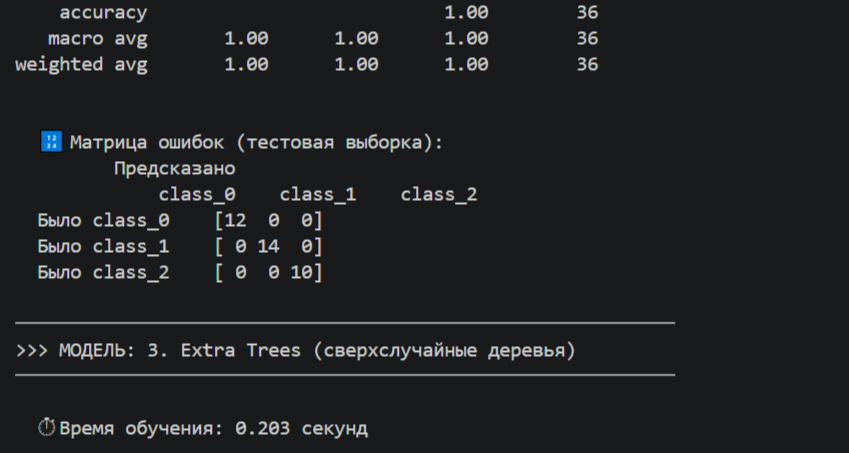 accuracy 1.00 36
macro avg 1.00 1.00 1.00 36
weighted avg 1.00 1.00 1.00 36
🔢 Матрица ошибок (тестовая выборка):
Предсказано
class_0 class_1 class_2
Было class_0 [12 0 0]
Было class_1 [ 0 14 0]
Было class_2 [ 0 0 10]
>>> МОДЕЛЬ: 3. Extra Trees (сверхслучайные деревья)
⏱Время обучения: 0.203 секунд